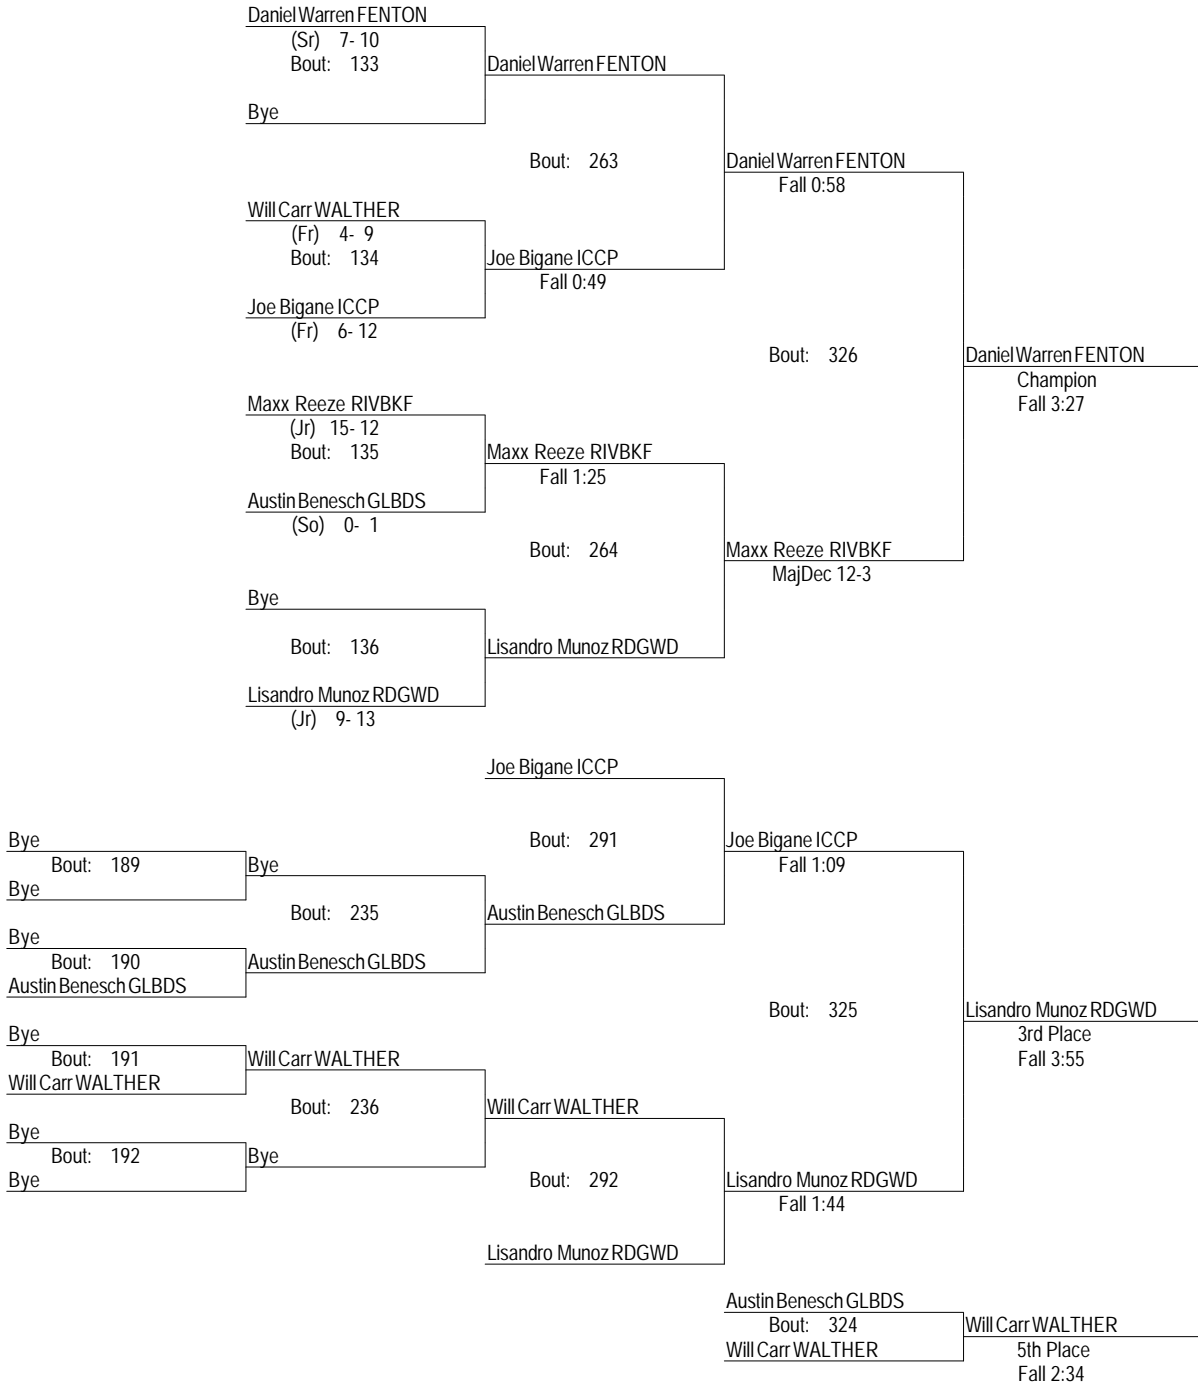 Daniel Warren FENTON
(Sr) 7- 10
Bout: 133
Daniel Warren FENTON
Bye
Bout: 263
Daniel Warren FENTON
Fall 0:58
Will Carr WALTHER
(Fr) 4- 9
Bout: 134
Joe Bigane ICCP
Fall 0:49
Joe Bigane ICCP
(Fr) 6- 12
Bout: 326
Daniel Warren FENTON
Champion
Fall 3:27
Maxx Reeze RIVBKF
(Jr) 15- 12
Bout: 135
Maxx Reeze RIVBKF
Fall 1:25
Austin Benesch GLBDS
(So) 0- 1
Bout: 264
Maxx Reeze RIVBKF
MajDec 12-3
Bye
Bout: 136
Lisandro Munoz RDGWD
Lisandro Munoz RDGWD
(Jr) 9- 13
Joe Bigane ICCP
Bout: 291
Joe Bigane ICCP
Fall 1:09
Bye
Bout: 189
Bye
Bye
Bout: 235
Austin Benesch GLBDS
Bye
Bout: 190
Austin Benesch GLBDS
Austin Benesch GLBDS
Bout: 325
Lisandro Munoz RDGWD
3rd Place
Fall 3:55
Bye
Bout: 191
Will Carr WALTHER
Will Carr WALTHER
Bout: 236
Will Carr WALTHER
Bye
Bout: 192
Bye
Bye
Bout: 292
Lisandro Munoz RDGWD
Fall 1:44
Lisandro Munoz RDGWD
Austin Benesch GLBDS
Bout: 324
Will Carr WALTHER
Will Carr WALTHER
5th Place
Fall 2:34